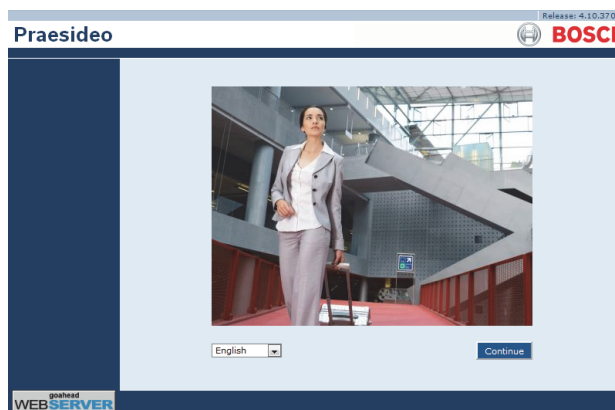 Release: 4.10.370
Praesideo
BOSCH
English
Continue
goahead
WEBSERVER